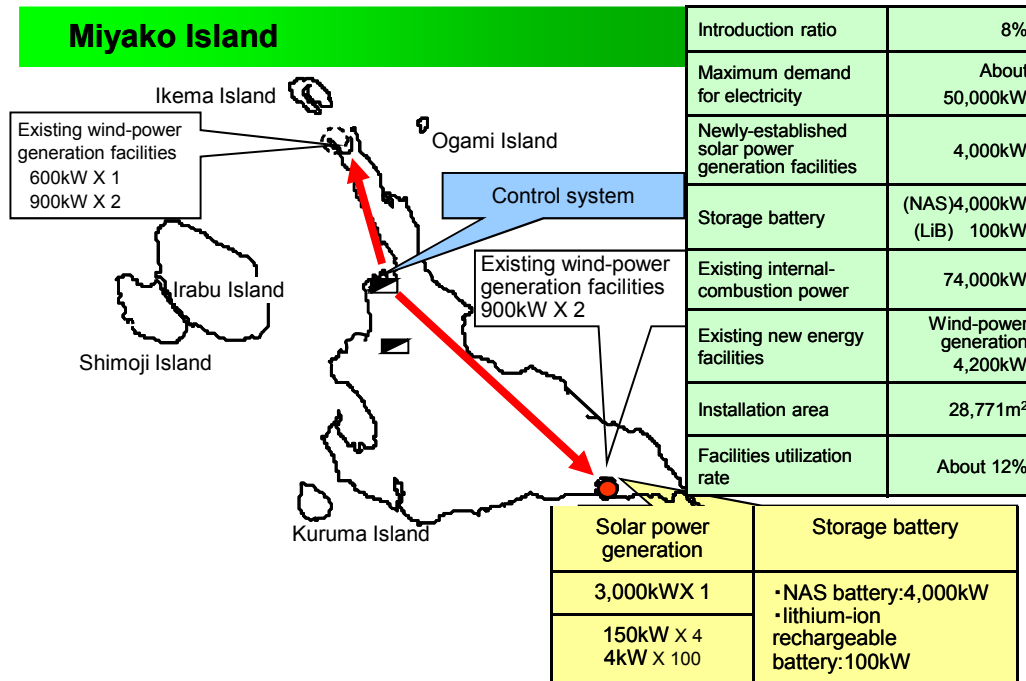 Miyako Island
Ikema Island
Existing wind-power
generation facilities
600kW X 1
900kW X 2
Ogami Island
Control system
Existing wind-power
generation facilities
900kW X 2
Irabu Island
Shimoji Island
Kuruma Island
Introduction ratio 8%
Maximum demand
for electricity
About
50,000kW
Newly-established
solar power
generation facilities
4,000kW
Storage battery
(NAS)4,000kW
(LiB) 100kW
Existing internal-
combustion power
74,000kW
Existing new energy
facilities
Wind-power
generation
4,200kW
Installation area 28,771m²
Facilities utilization
rate
About 12%
Solar power
generation
Storage battery
3,000kWX 1
150kW X 4
4kW X 100
・NAS battery:4,000kW
・lithium-ion
rechargeable
battery:100kW